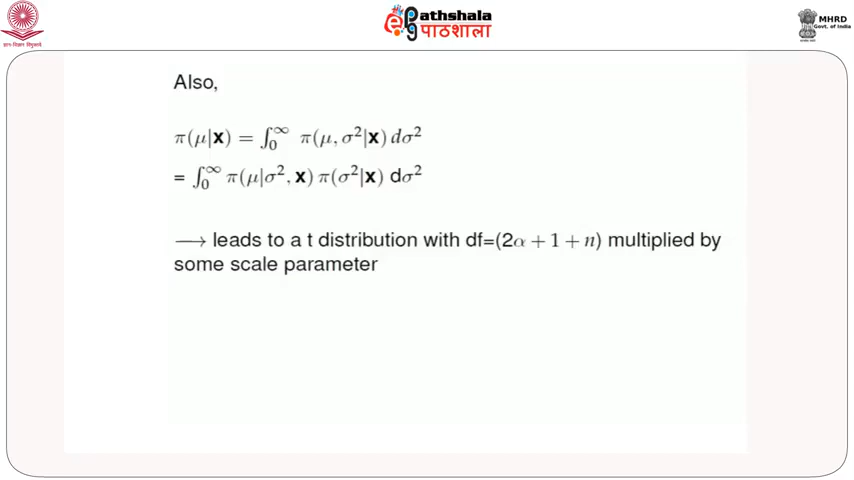 ePathshala
पाठशाला
MHRD
Govt. of India
Also,
π(μ|x) = ∫₀^∞ π(μ, σ²|x) dσ²
= ∫₀^∞ π(μ|σ², x) π(σ²|x) dσ²
⟶ leads to a t distribution with df=(2α + 1 + n) multiplied by
some scale parameter